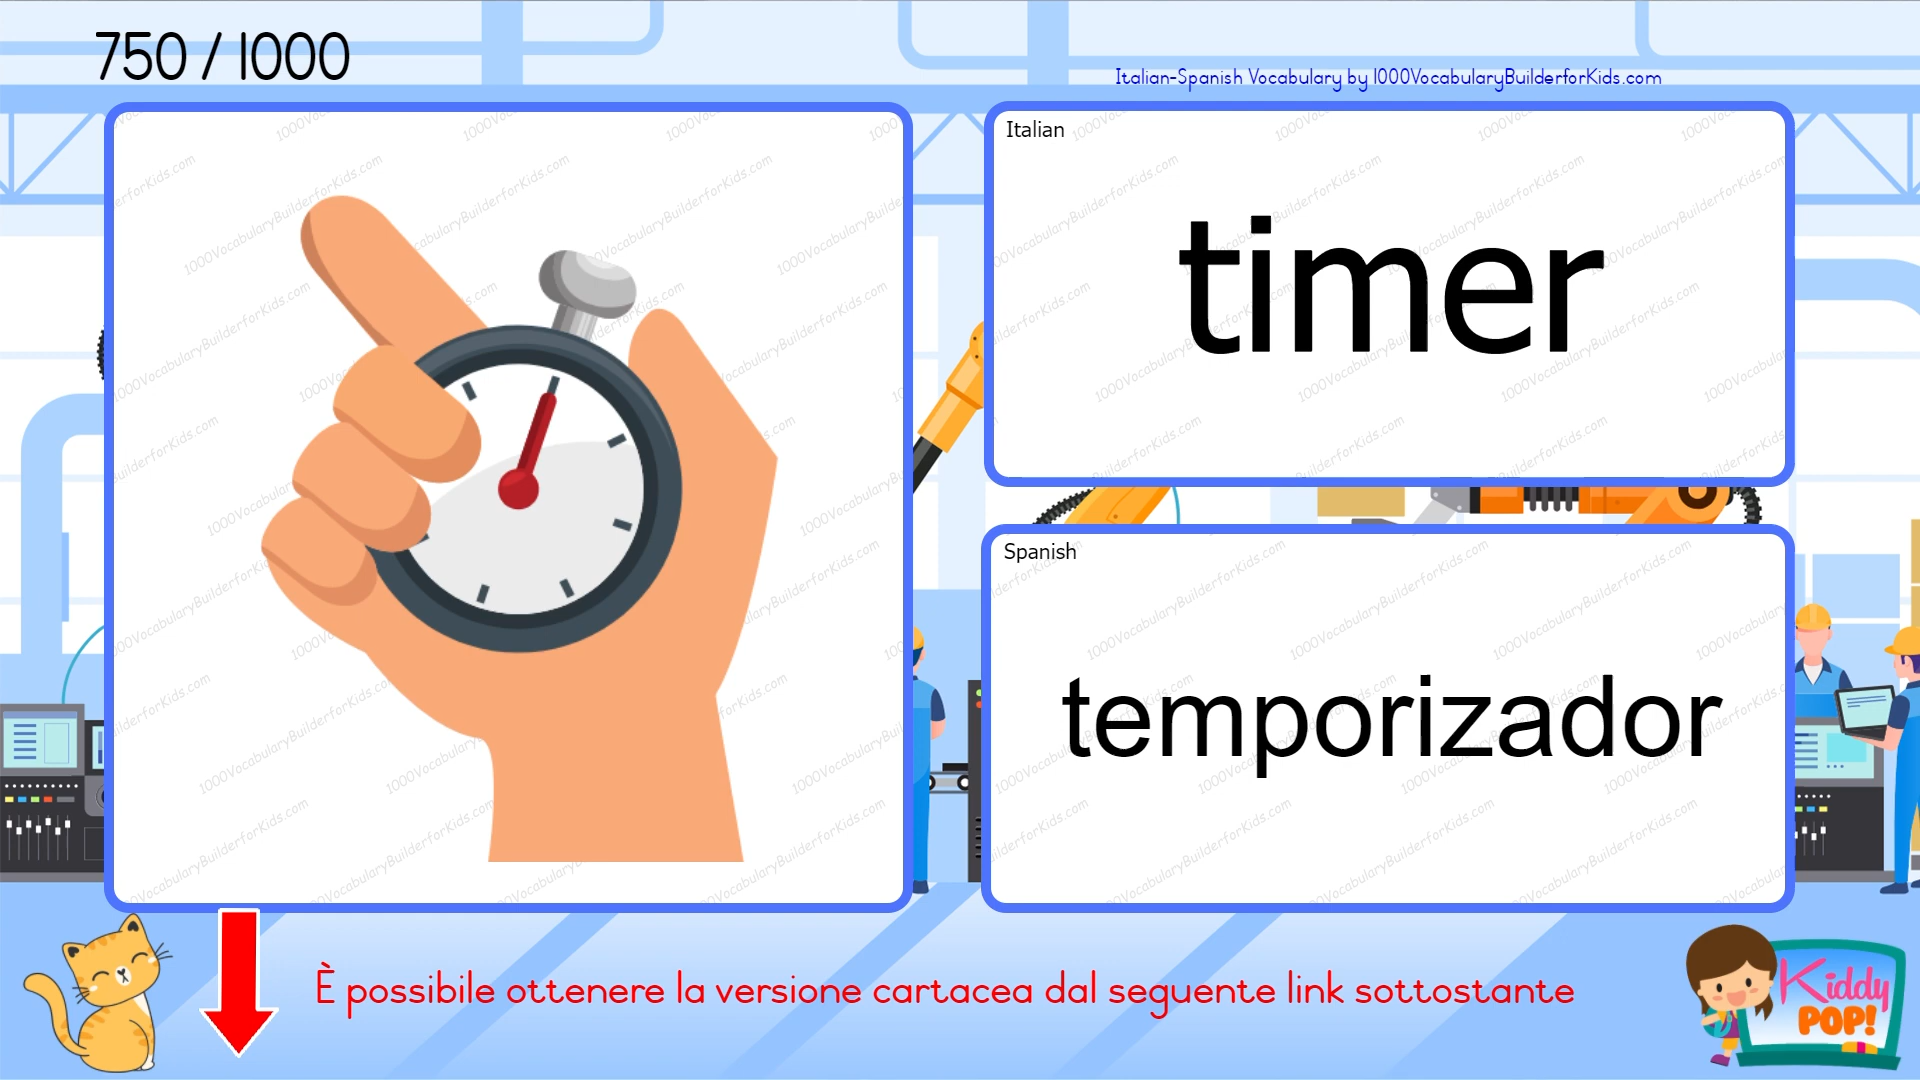 750 / 1000
Italian-Spanish Vocabulary by 1000VocabularyBuilderforKids.com
Italian
timer
Spanish
temporizador
È possibile ottenere la versione cartacea dal seguente link sottostante
Kiddy
POP!